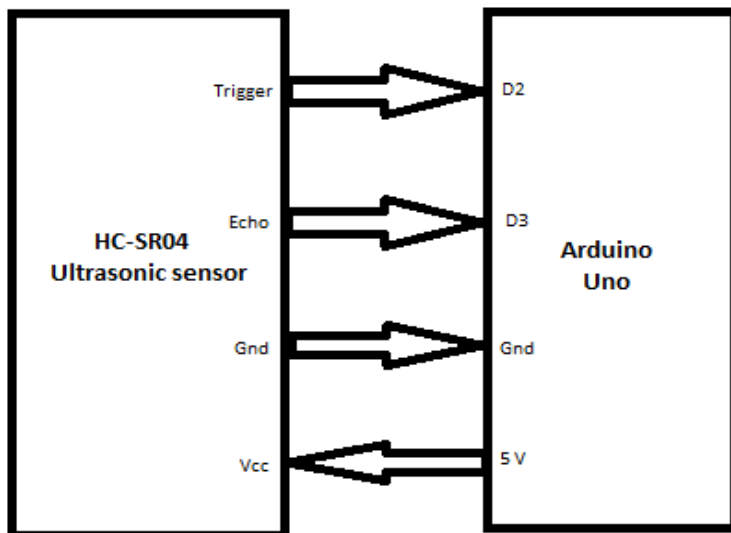 Trigger
D2
Echo
D3
HC-SR04
Ultrasonic sensor
Arduino
Uno
Gnd
Gnd
Vcc
5 V